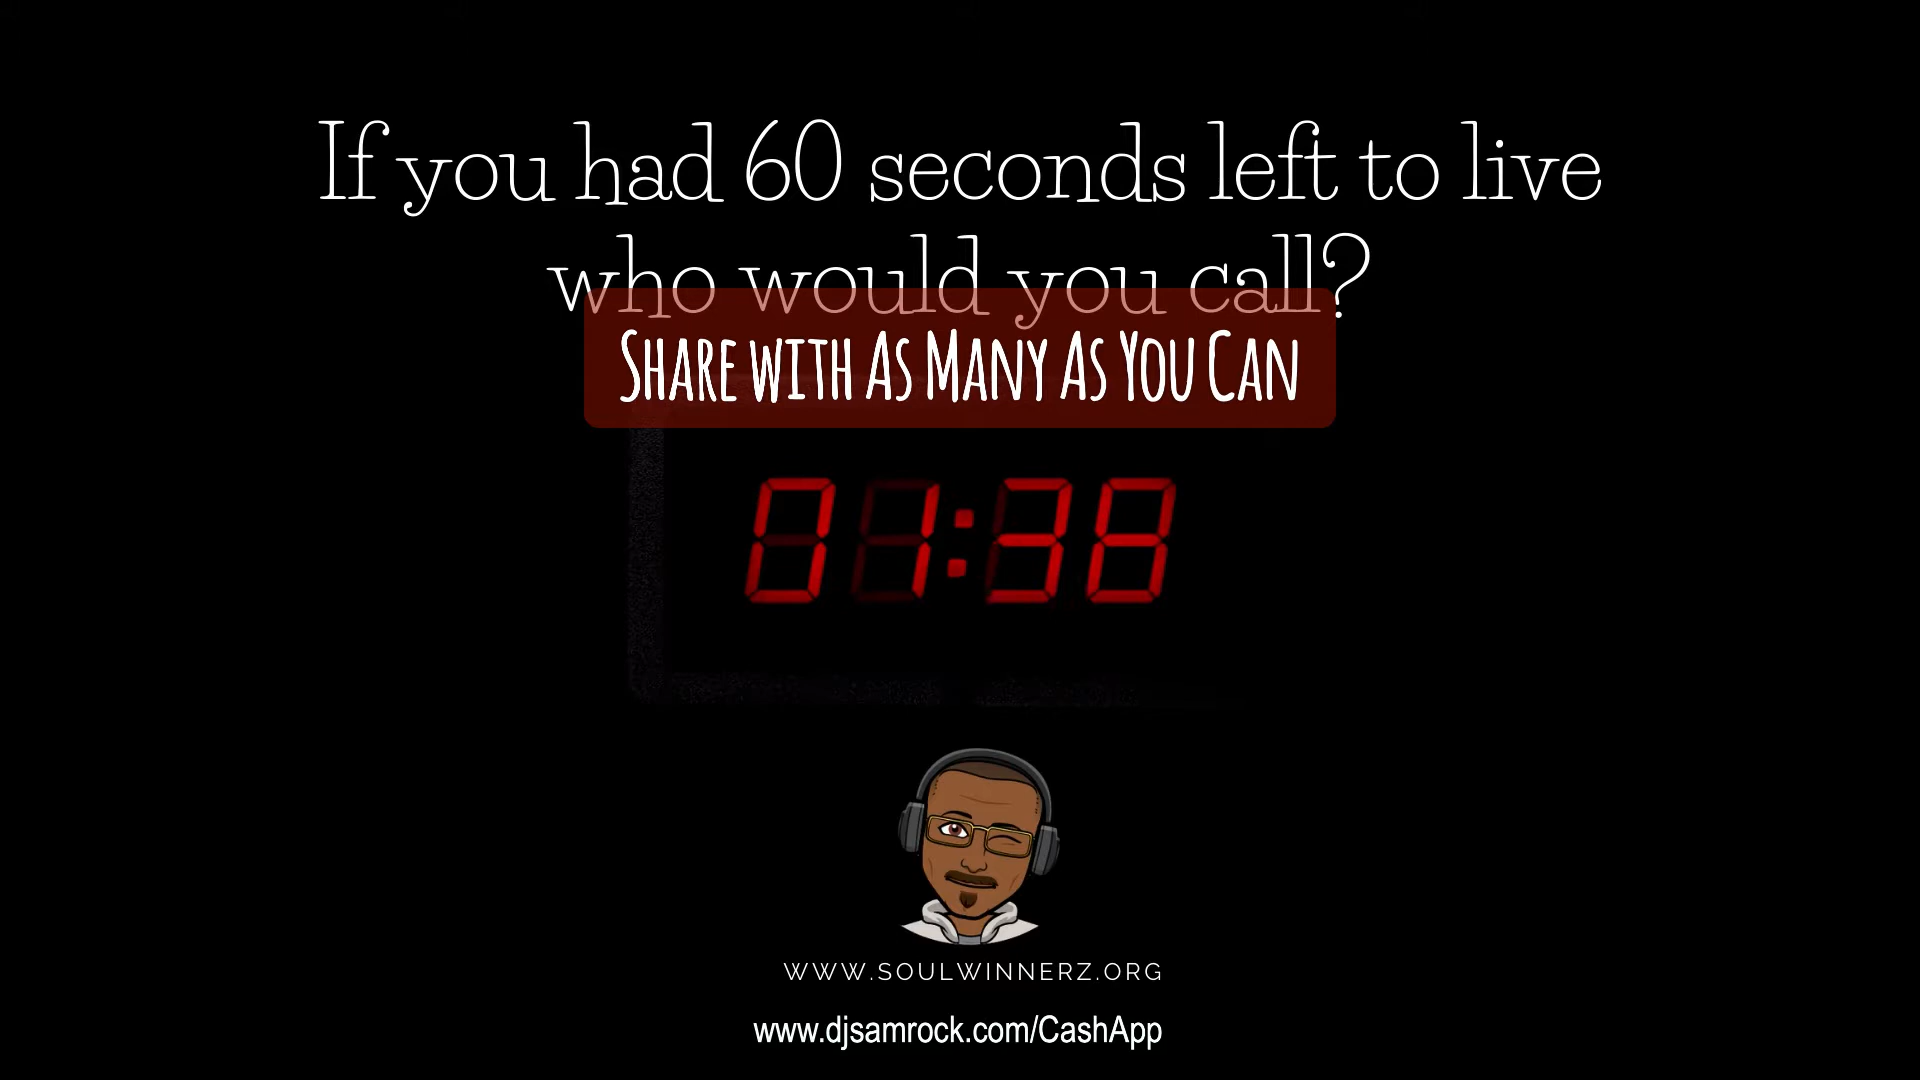 If you had 60 seconds left to live
who would you call?
Share with As Many As You Can
01:38
WWW.SOULWINNERZ.ORG
www.djsamrock.com/CashApp